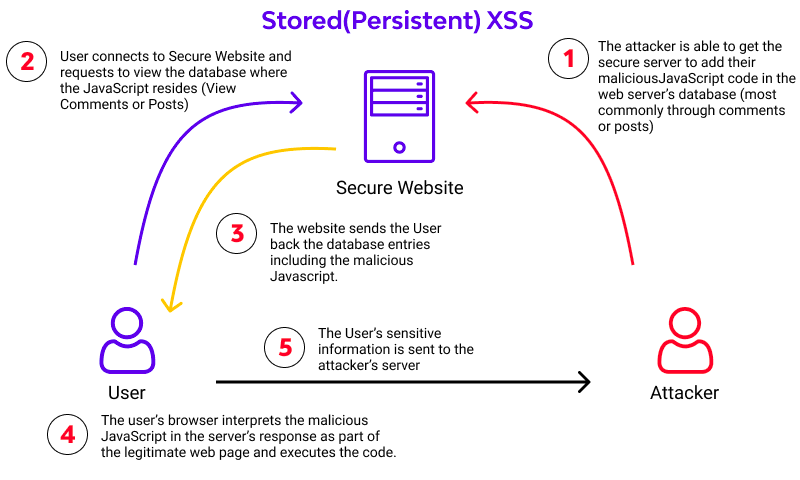 Stored(Persistent) XSS
1
The attacker is able to get the
secure server to add their
maliciousJavaScript code in the
web server's database (most
commonly through comments
or posts)
2
User connects to Secure Website and
requests to view the database where
the JavaScript resides (View
Comments or Posts)
Secure Website
3
The website sends the User
back the database entries
including the malicious
Javascript.
User
Attacker
5
The User's sensitive
information is sent to the
attacker's server
4
The user's browser interprets the malicious
JavaScript in the server's response as part of
the legitimate web page and executes the code.